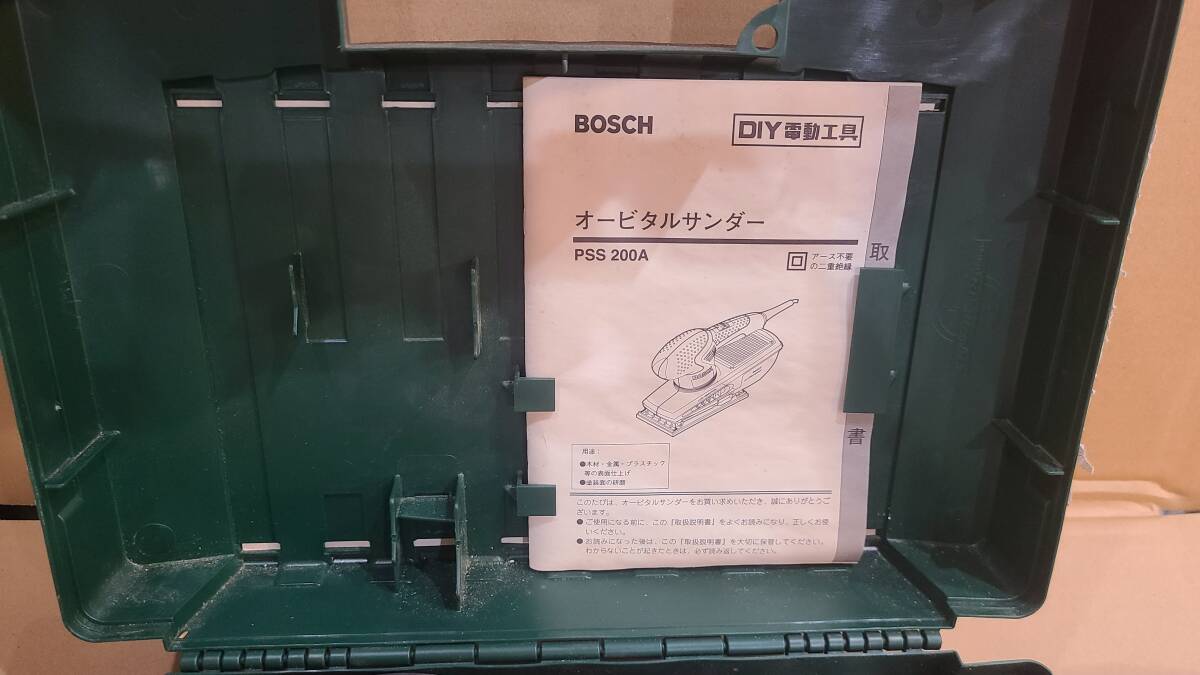 BOSCH
DIY電動工具
オービタルサンダー
PSS 200A
アース不要
の二重絶縁
取
書
用途:
●木材・金属・プラスチック
等の表面仕上げ
●塗装面の研磨
このたびは、オービタルサンダーをお買い求めいただき、誠にありがとうご
ざいます。
●ご使用になる前に、この「取扱説明書」をよくお読みになり、正しくお使
いください。
●お読みになった後は、この「取扱説明書」を大切に保管してください。
わからないことが起きたときは、必ず読み返してください。